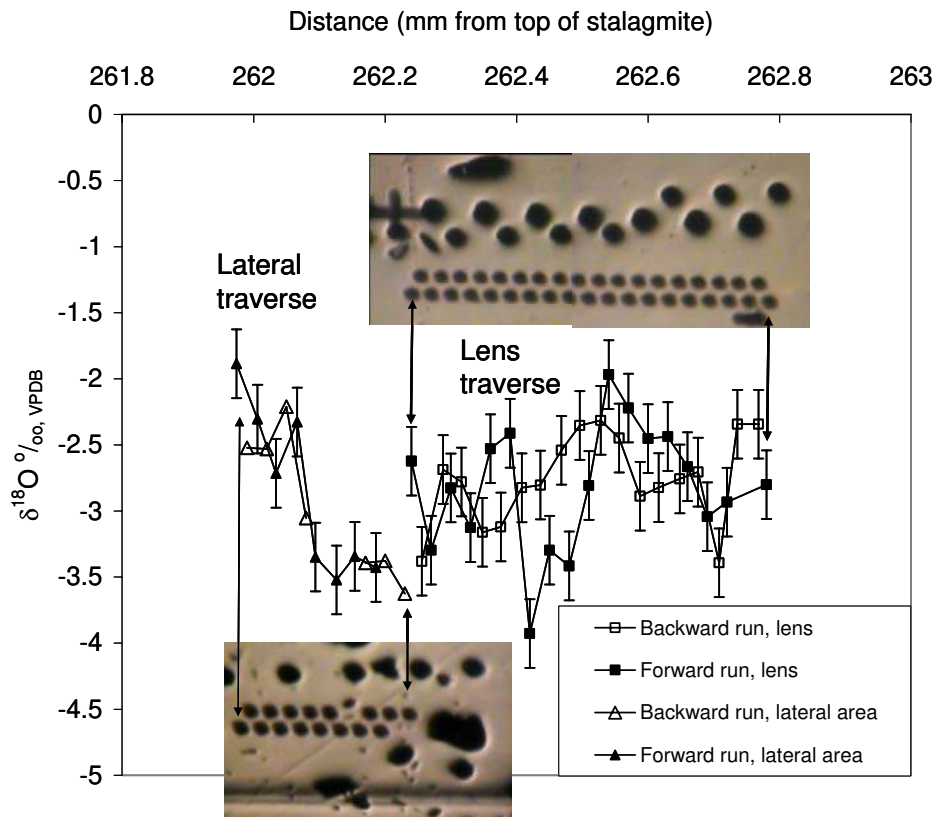 Distance (mm from top of stalagmite)
261.8 262 262.2 262.4 262.6 262.8 263
0
-0.5
-1
-1.5
-2
-2.5
-3
-3.5
-4
-4.5
-5
δ18O o/oo, VPDB
Lateral
traverse
Lens
traverse
Backward run, lens
Forward run, lens
Backward run, lateral area
Forward run, lateral area